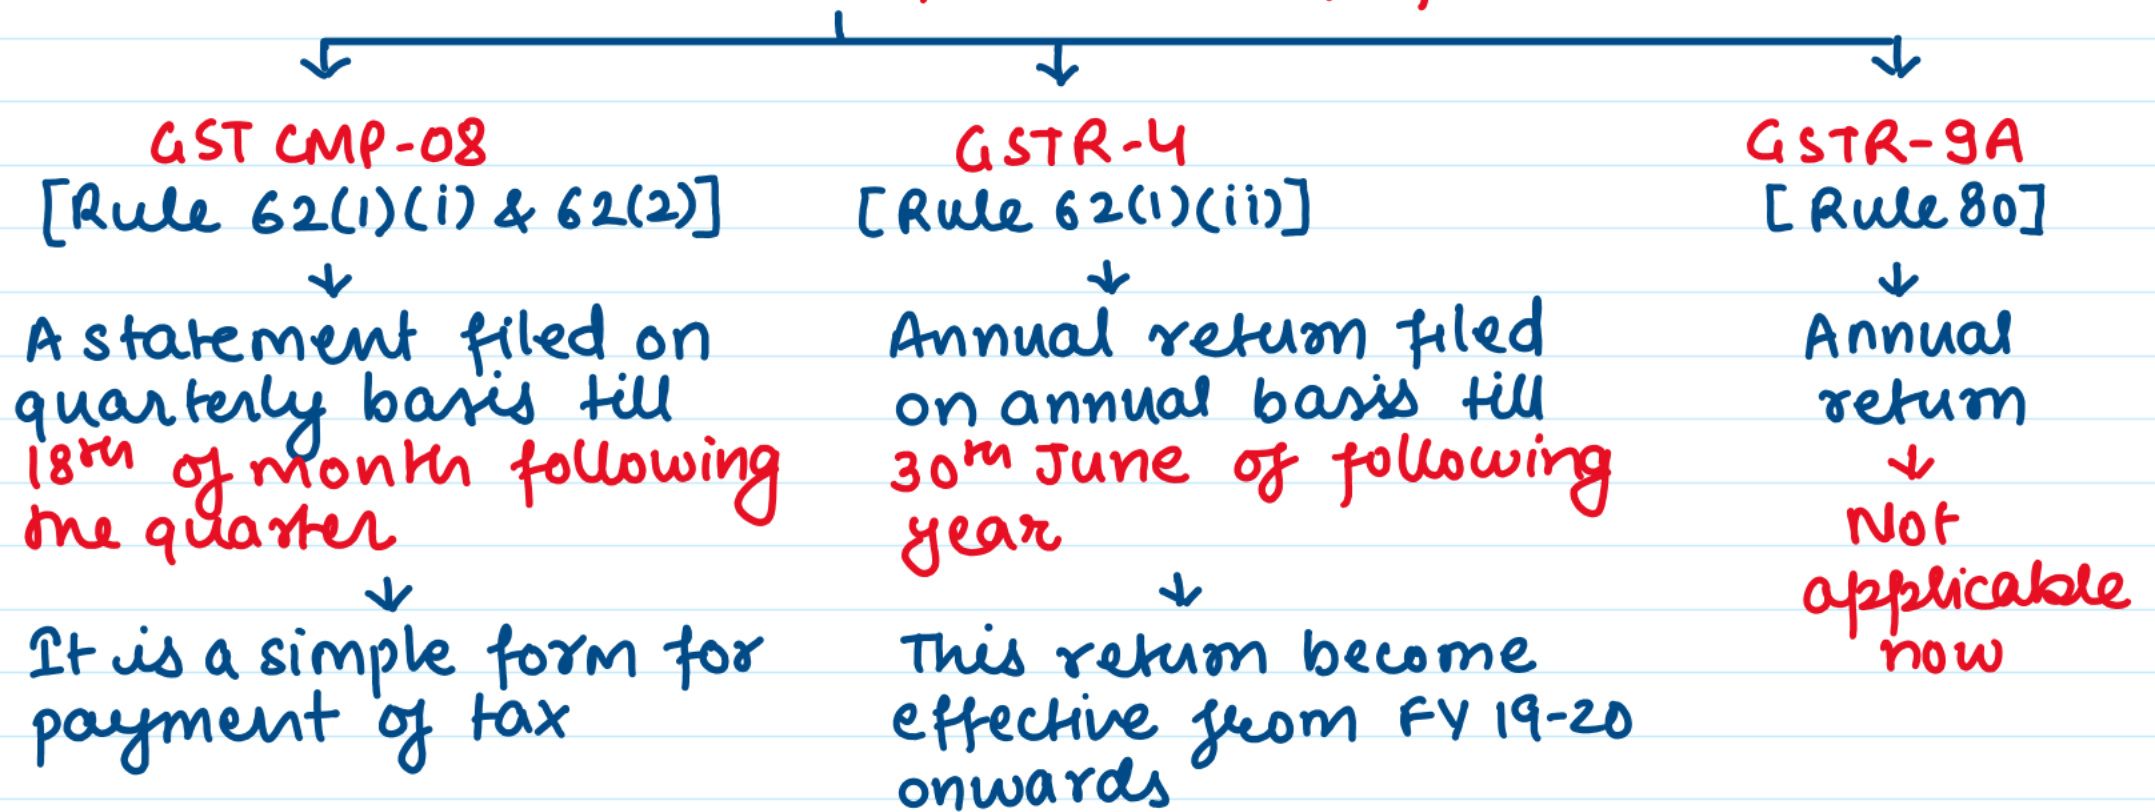 GST CMP-08
[Rule 62(1)(i) & 62(2)]
A statement filed on
quarterly basis till
18th of month following
the quarter
It is a simple form for
payment of tax
GSTR-4
[Rule 62(1)(ii)]
Annual return filed
on annual basis till
30th June of following
year
This return become
effective from FY 19-20
onwards
GSTR-9A
[Rule 80]
Annual
return
Not
applicable
now